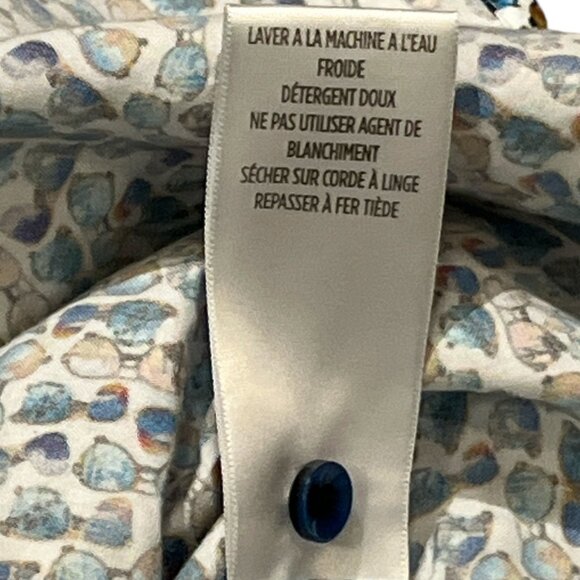 LAVER A LA MACHINE A L'EAU
FROIDE
DÉTERGENT DOUX
NE PAS UTILISER AGENT DE
BLANCHIMENT
SÉCHER SUR CORDE À LINGE
REPASSER À FER TIÈDE